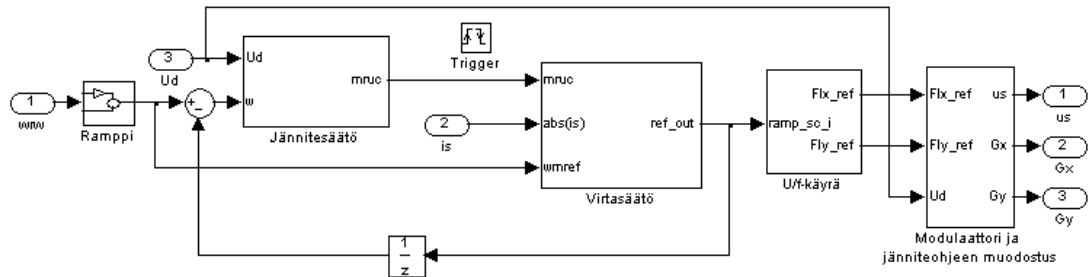 3
Ud
Ud
mruc
w
Jännitesäätö
Trigger
1
wrw
Ramppi
+
−
2
is
mruc
abs(is)
wmref
ref_out
Virtasäätö
ramp_sc_i
Flx_ref
Fly_ref
U/f-käyrä
Flx_ref
Fly_ref
Ud
us
Gx
Gy
Modulaattori ja
jänniteohjeen muodostus
1
us
2
Gx
3
Gy
1
z